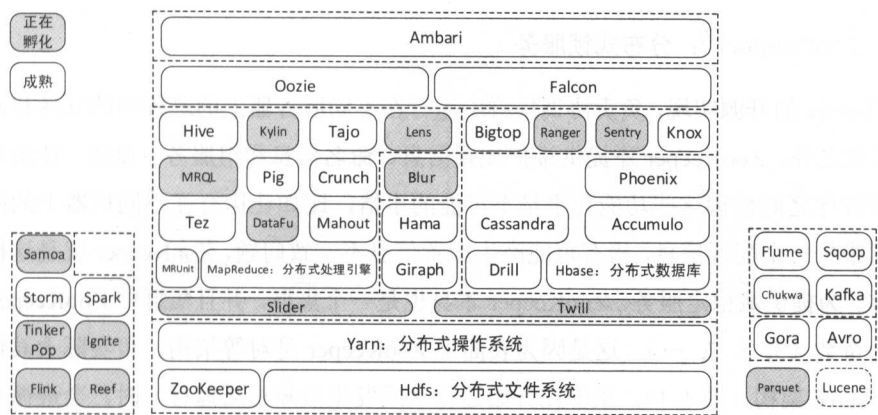 正在
孵化
成熟
Ambari
Oozie
Falcon
Hive
Kylin
Tajo
Lens
Bigtop
Ranger
Sentry
Knox
MRQL
Pig
Crunch
Blur
Phoenix
Tez
DataFu
Mahout
Hama
Cassandra
Accumulo
MRUnit
MapReduce：分布式处理引擎
Giraph
Drill
Hbase：分布式数据库
Slider
Twill
Yarn：分布式操作系统
ZooKeeper
Hdfs：分布式文件系统
Samoa
Storm
Spark
Tinker
Pop
Ignite
Flink
Reef
Flume
Sqoop
Chukwa
Kafka
Gora
Avro
Parquet
Lucene